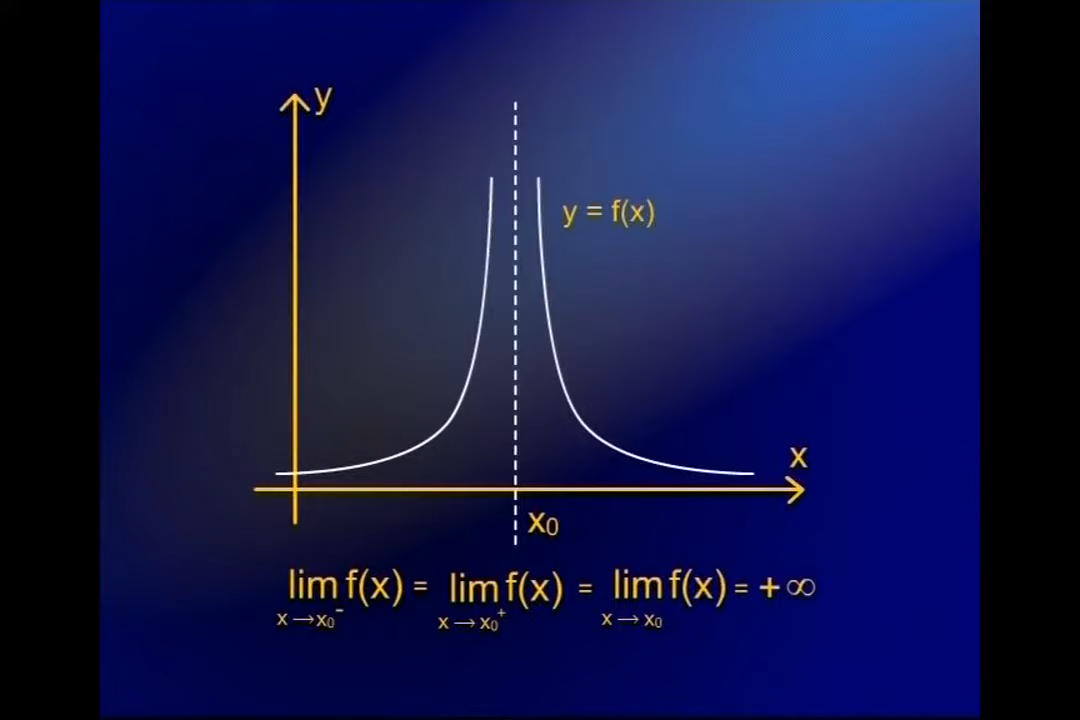 y
y = f(x)
x
x₀
lim f(x) = lim f(x) = lim f(x) = +∞
x→x₀⁻ x→x₀⁺ x→x₀